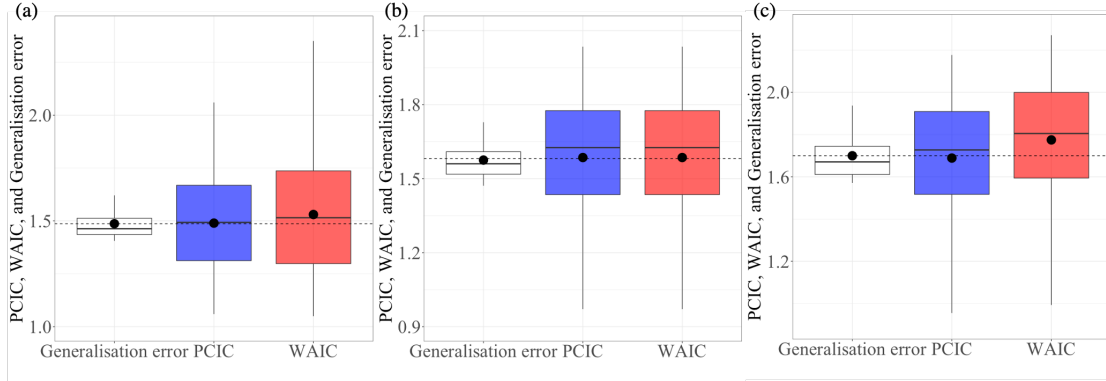 (a)
PCIC, WAIC, and Generalisation error
2.0
1.5
1.0
Generalisation error PCIC WAIC
(b)
PCIC, WAIC, and Generalisation error
2.1
1.8
1.5
1.2
0.9
Generalisation error PCIC WAIC
(c)
PCIC, WAIC, and Generalisation error
2.0
1.6
1.2
Generalisation error PCIC WAIC